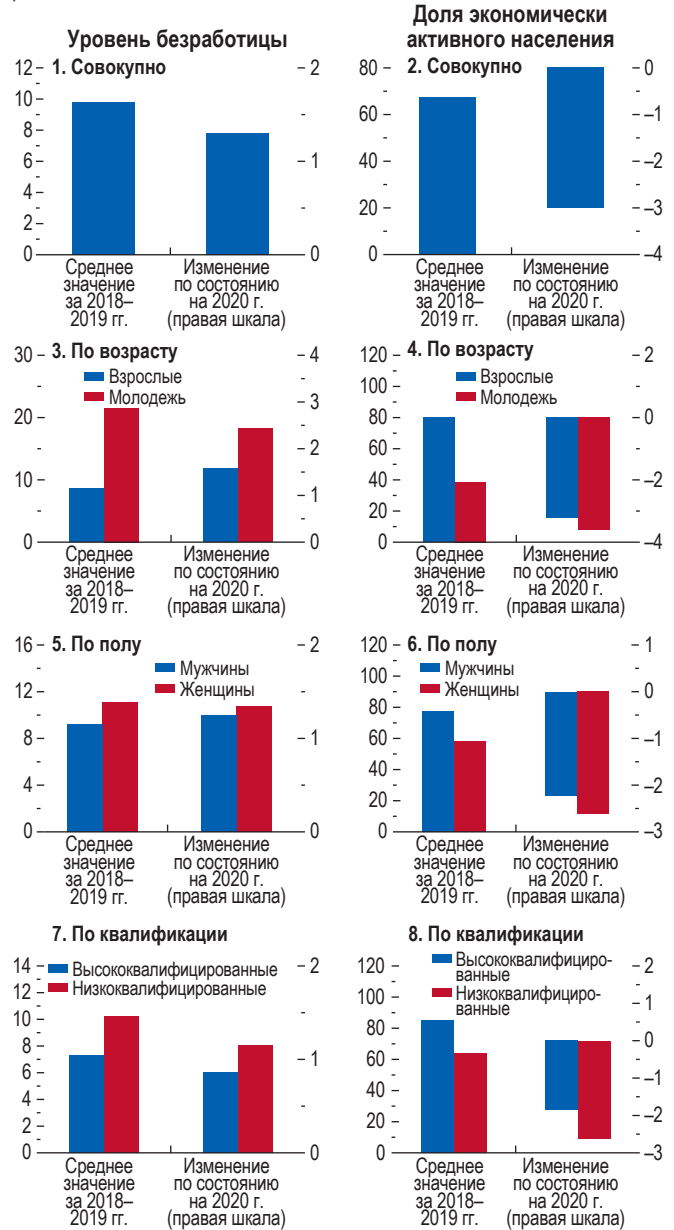 Уровень безработицы
Доля экономически
активного населения
1. Совокупно
12
10
8
6
4
2
0
2
1
0
Среднее
значение
за 2018–
2019 гг.
Изменение
по состоянию
на 2020 г.
(правая шкала)
2. Совокупно
80
60
40
20
0
0
–1
–2
–3
–4
Среднее
значение
за 2018–
2019 гг.
Изменение
по состоянию
на 2020 г.
(правая шкала)
3. По возрасту
Взрослые
Молодежь
30
20
10
0
4
3
2
1
0
Среднее
значение
за 2018–
2019 гг.
Изменение
по состоянию
на 2020 г.
(правая шкала)
4. По возрасту
Взрослые
Молодежь
120
100
80
60
40
20
0
2
0
–2
–4
Среднее
значение
за 2018–
2019 гг.
Изменение
по состоянию
на 2020 г.
(правая шкала)
5. По полу
Мужчины
Женщины
16
12
8
4
0
2
1
0
Среднее
значение
за 2018–
2019 гг.
Изменение
по состоянию
на 2020 г.
(правая шкала)
6. По полу
Мужчины
Женщины
120
100
80
60
40
20
0
1
0
–1
–2
–3
Среднее
значение
за 2018–
2019 гг.
Изменение
по состоянию
на 2020 г.
(правая шкала)
7. По квалификации
Высококвалифицированные
Низкоквалифицированные
14
12
10
8
6
4
2
0
2
1
0
Среднее
значение
за 2018–
2019 гг.
Изменение
по состоянию
на 2020 г.
(правая шкала)
8. По квалификации
Высококвалифициро-
ванные
Низкоквалифициро-
ванные
120
100
80
60
40
20
0
2
1
0
–1
–2
–3
Среднее
значение
за 2018–
2019 гг.
Изменение
по состоянию
на 2020 г.
(правая шкала)